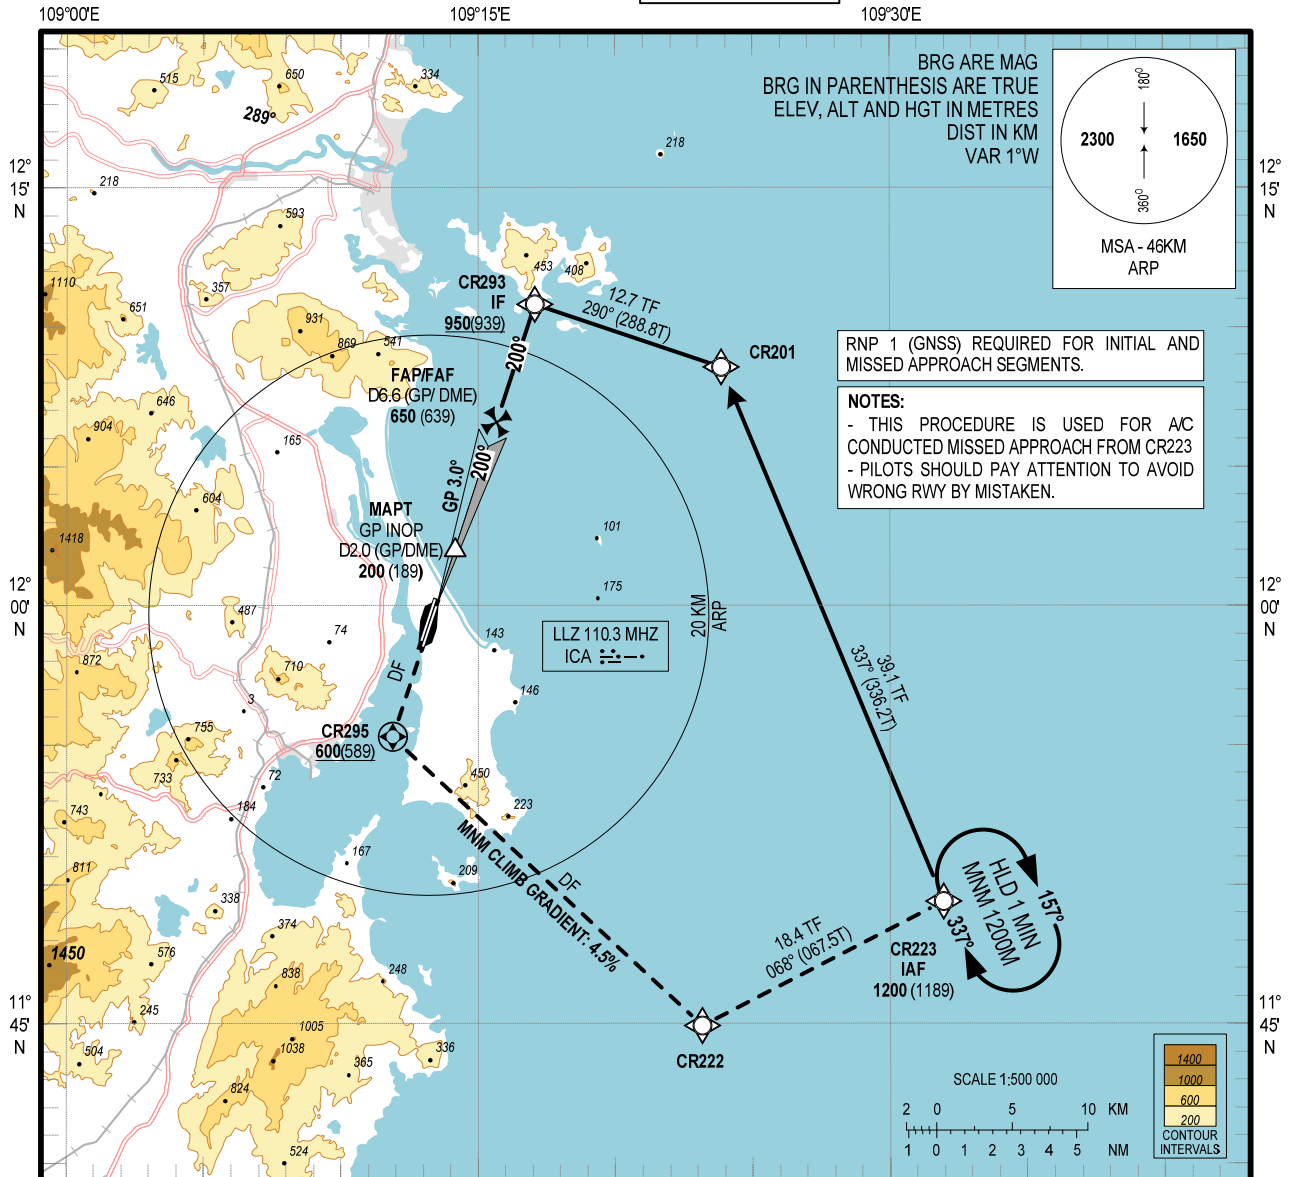 109°00'E
109°15'E
109°30'E
12°
15'
N
12°
15'
N
12°
00'
N
12°
00'
N
11°
45'
N
11°
45'
N
BRG ARE MAG
BRG IN PARENTHESIS ARE TRUE
ELEV, ALT AND HGT IN METRES
DIST IN KM
VAR 1°W
180°
2300
1650
360°
MSA - 46KM
ARP
RNP 1 (GNSS) REQUIRED FOR INITIAL AND
MISSED APPROACH SEGMENTS.
NOTES:
- THIS PROCEDURE IS USED FOR A/C
CONDUCTED MISSED APPROACH FROM CR223
- PILOTS SHOULD PAY ATTENTION TO AVOID
WRONG RWY BY MISTAKEN.
515
650
289°
334
218
218
593
357
1110
651
931
869
541
453
408
CR293
IF
950(939)
12.7 TF
290° (288.8T)
CR201
200°
FAP/FAF
D6.6 (GP/ DME)
650 (639)
646
904
165
604
1418
GP 3.0°
200°
MAPT
GP INOP
D2.0 (GP/DME)
200 (189)
101
175
20 KM
ARP
LLZ 110.3 MHZ
ICA
487
74
143
872
710
146
3
DF
CR295
600(589)
755
733
72
743
184
450
223
167
209
811
338
MNM CLIMB GRADIENT: 4.5%
DF
39.1 TF
337° (336.2T)
HLD 1 MIN
MNM 1200M
157°
337°
CR223
IAF
1200 (1189)
18.4 TF
068° (067.5T)
CR222
374
1450
576
838
248
245
1005
1038
504
365
336
824
524
SCALE 1:500 000
2 0 5 10 KM
1 0 1 2 3 4 5 NM
1400
1000
600
200
CONTOUR
INTERVALS